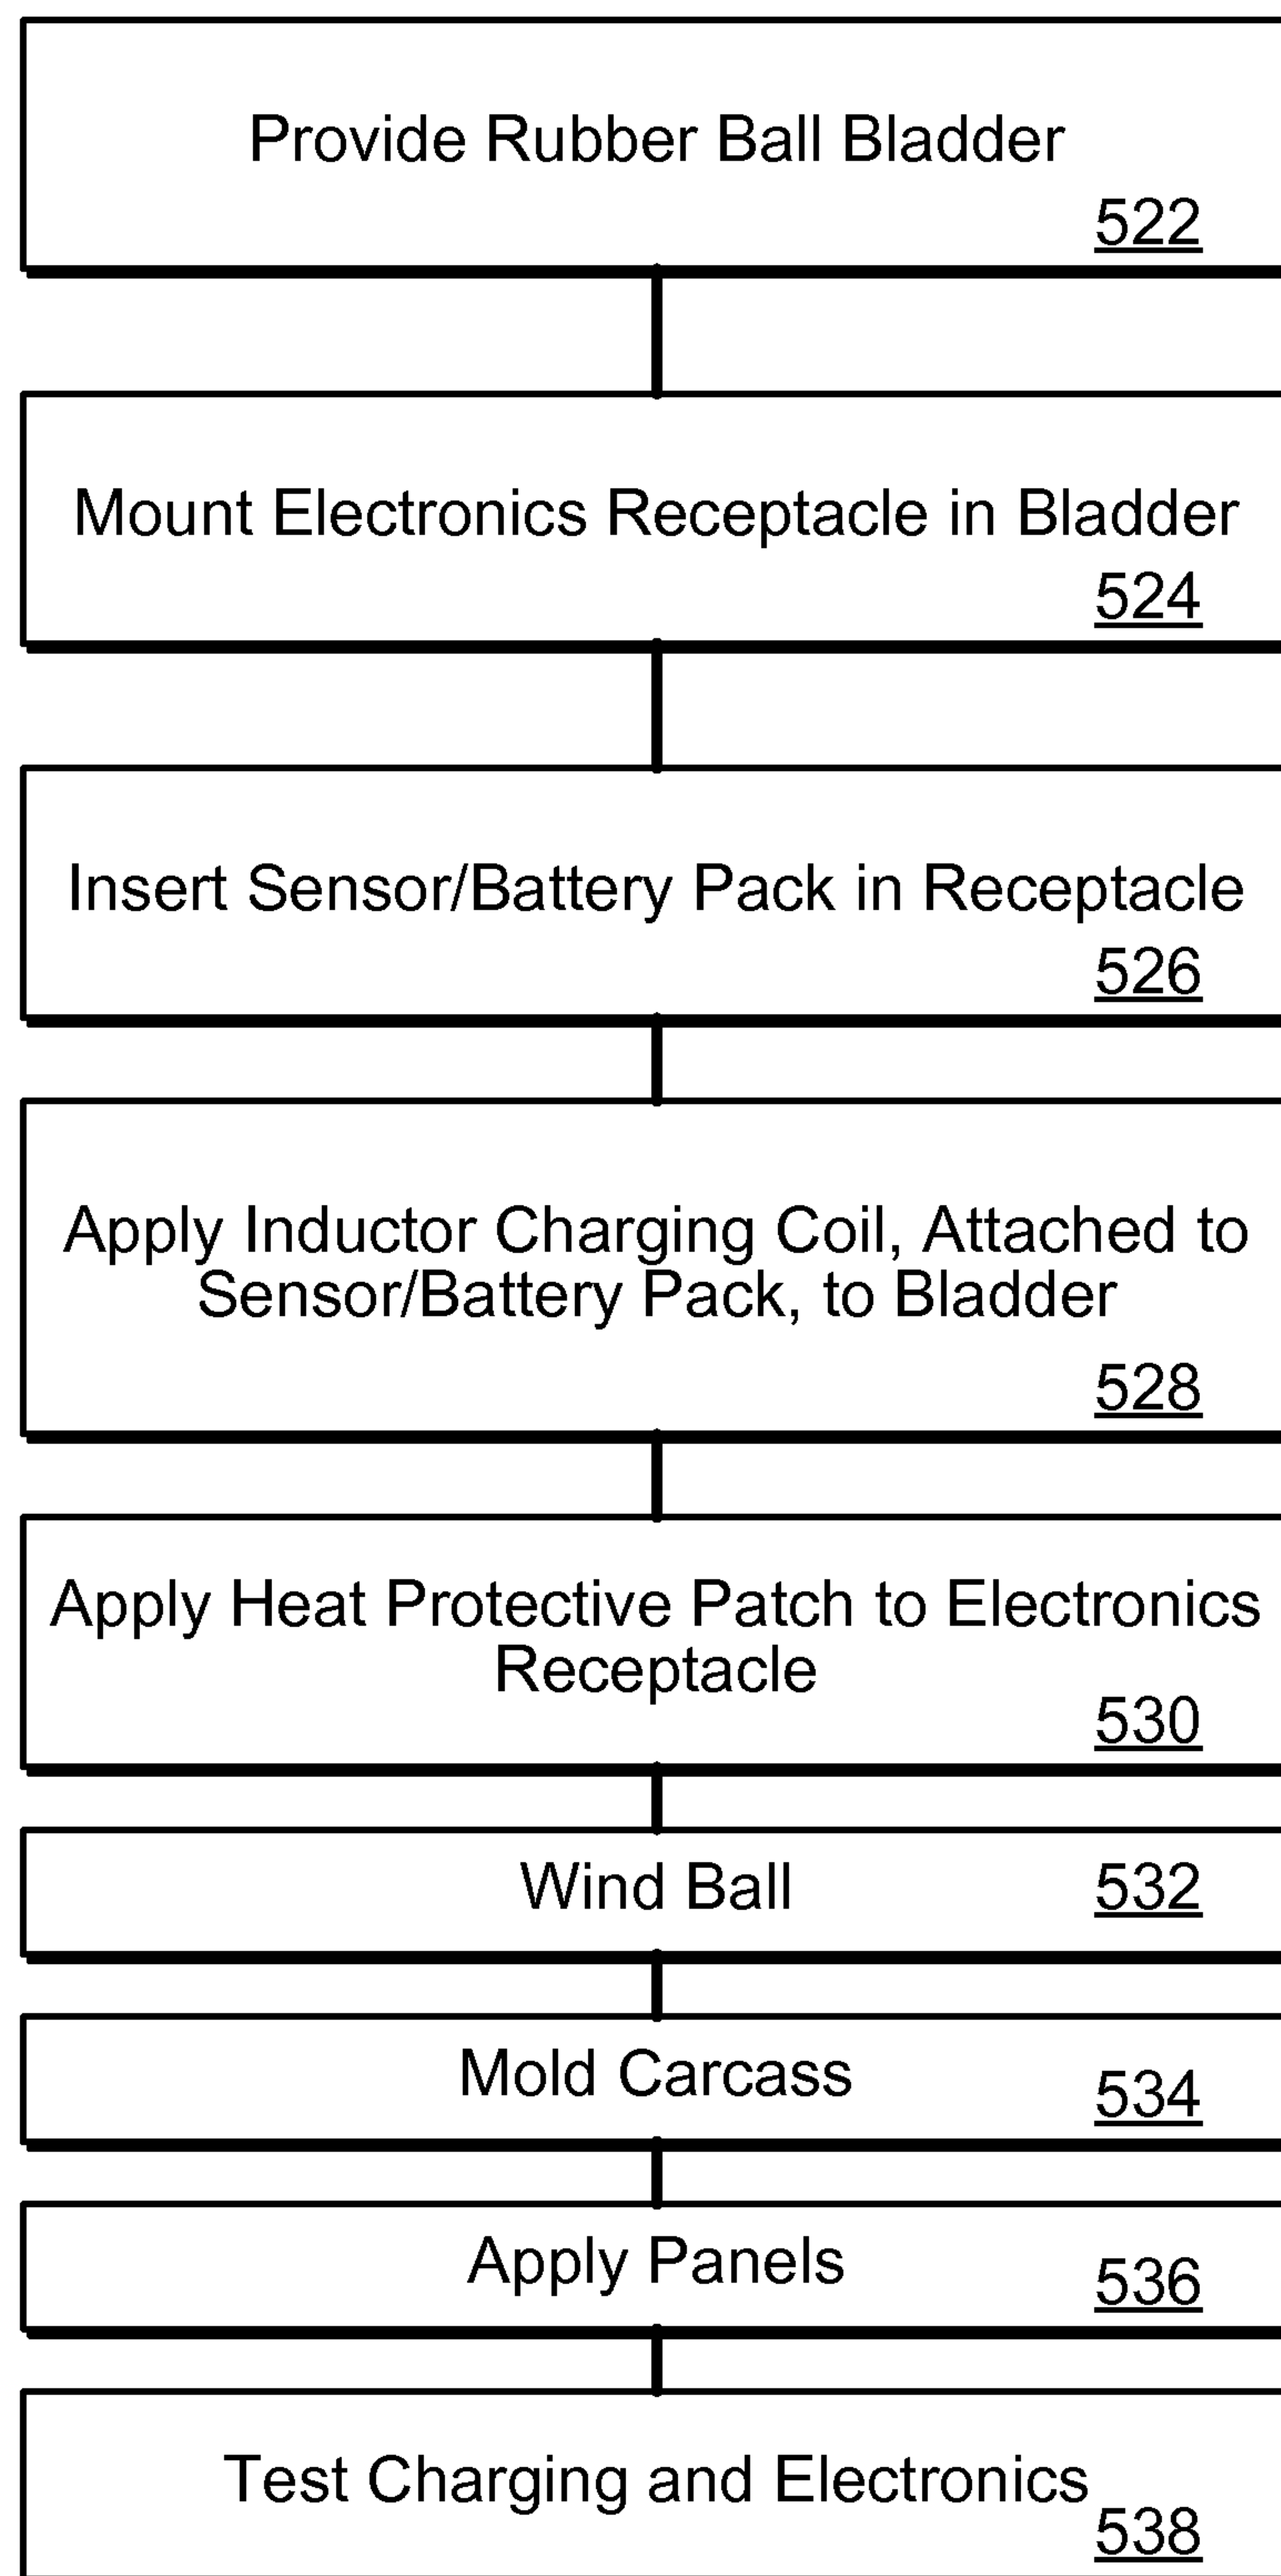 Provide Rubber Ball Bladder
522
Mount Electronics Receptacle in Bladder
524
Insert Sensor/Battery Pack in Receptacle
526
Apply Inductor Charging Coil, Attached to
Sensor/Battery Pack, to Bladder
528
Apply Heat Protective Patch to Electronics
Receptacle
530
Wind Ball
532
Mold Carcass
534
Apply Panels
536
Test Charging and Electronics
538